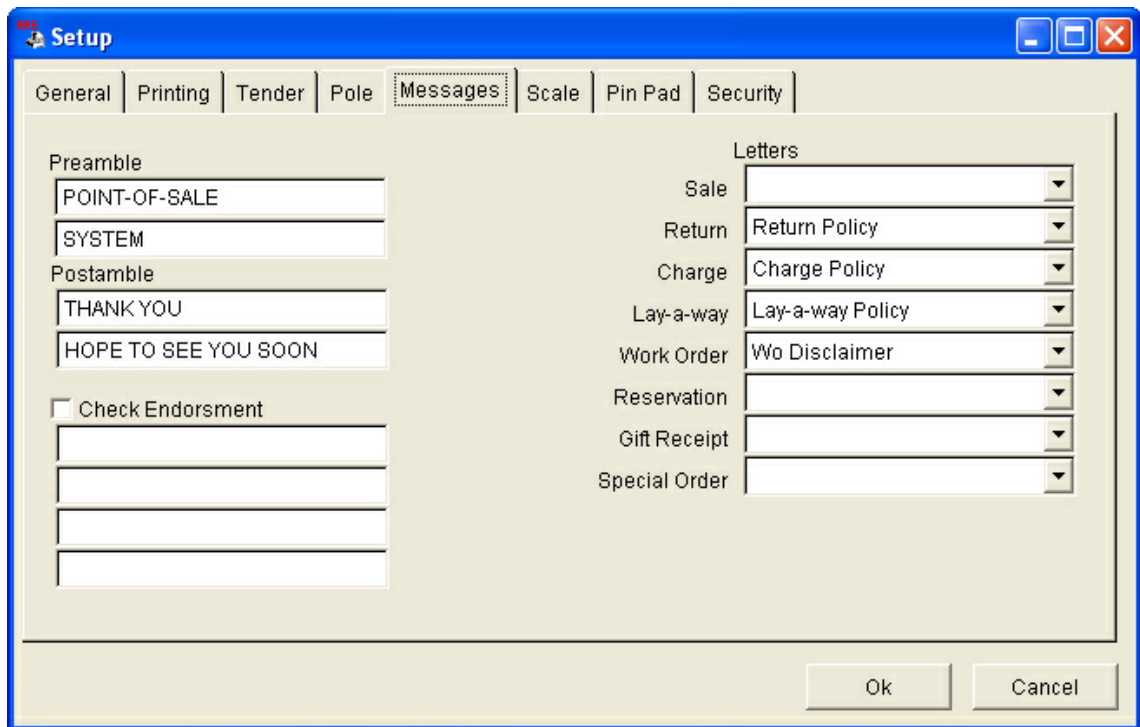 Setup
General Printing Tender Pole Messages Scale Pin Pad Security
Preamble
POINT-OF-SALE
SYSTEM
Postamble
THANK YOU
HOPE TO SEE YOU SOON
Check Endorsment
Letters
Sale
Return Return Policy
Charge Charge Policy
Lay-a-way Lay-a-way Policy
Work Order Wo Disclaimer
Reservation
Gift Receipt
Special Order
Ok Cancel